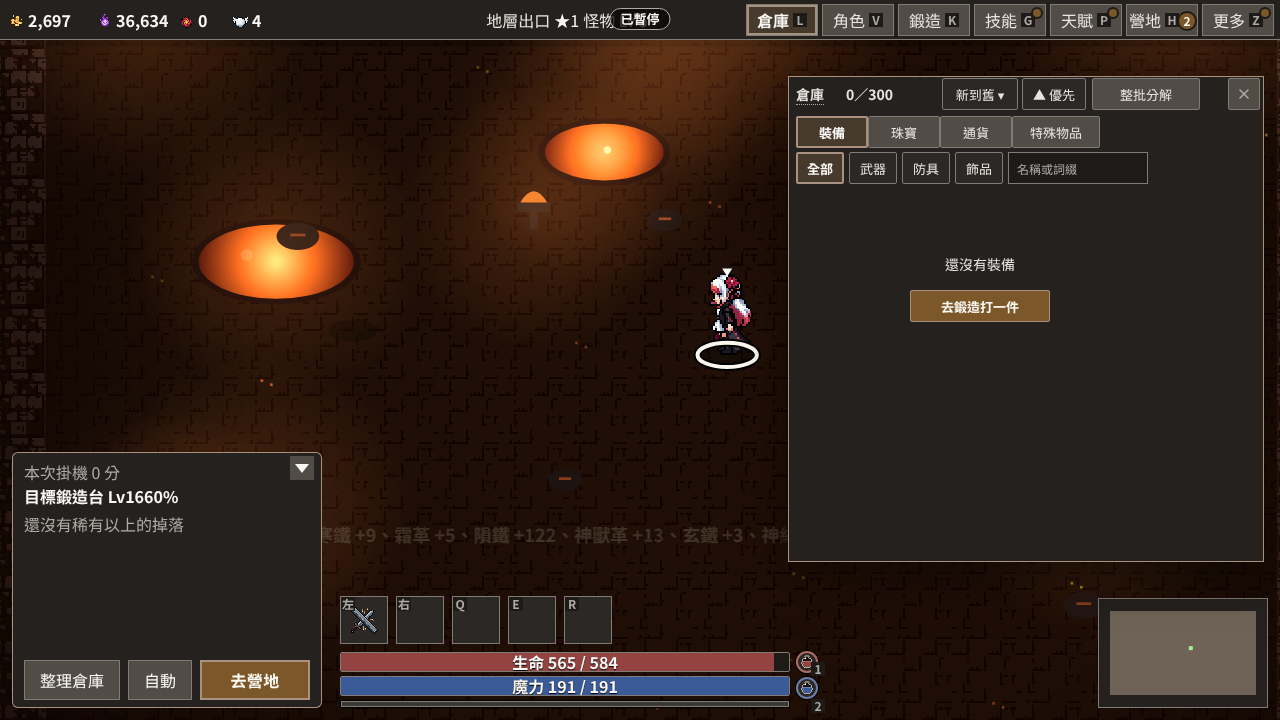 2,697 36,634 0 4
地層出口 ★1 怪物 已暫停
倉庫 L 角色 V 鍛造 K 技能 G 天賦 P 營地 H 2 更多 Z
倉庫 0／300 新到舊 ▾ ▲優先 整批分解 ×
裝備 珠寶 通貨 特殊物品
全部 武器 防具 飾品 名稱或詞綴
還沒有裝備
去鍛造打一件
本次掛機 0 分
目標鍛造台 Lv1660%
還沒有稀有以上的掉落
寒鐵 +9、霜革 +5、隕鐵 +122、神獸革 +13、玄鐵 +3、神
整理倉庫 自動 去營地
左 右 Q E R
生命 565 / 584 1
魔力 191 / 191 2